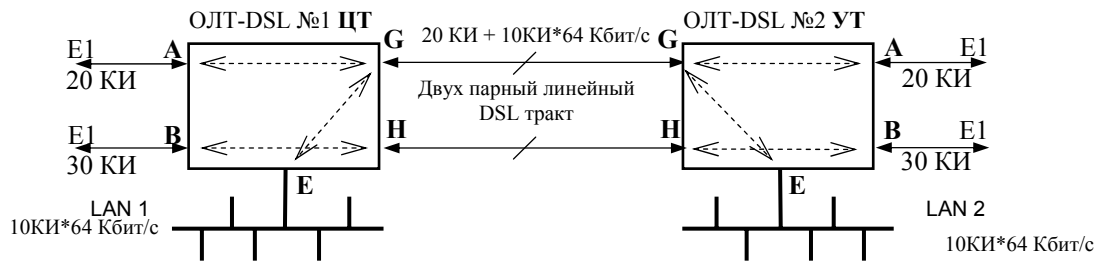 ОЛТ-DSL №1 ЦТ
ОЛТ-DSL №2 УТ
E1
A
G
20 КИ + 10КИ*64 Кбит/с
G
A
E1
20 КИ
20 КИ
Двух парный линейный
DSL тракт
E1
B
H
H
B
E1
30 КИ
30 КИ
E
E
LAN 1
LAN 2
10КИ*64 Кбит/с
10КИ*64 Кбит/с